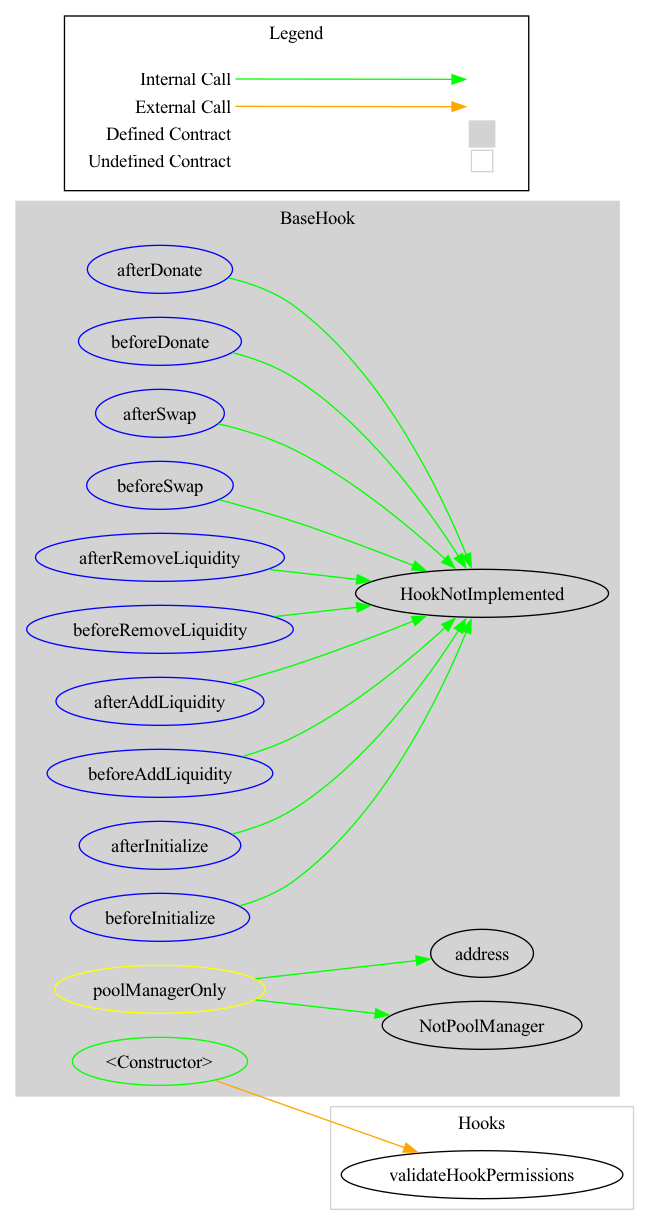 Legend
Internal Call
External Call
Defined Contract
Undefined Contract
BaseHook
afterDonate
beforeDonate
afterSwap
beforeSwap
afterRemoveLiquidity
HookNotImplemented
beforeRemoveLiquidity
afterAddLiquidity
beforeAddLiquidity
afterInitialize
beforeInitialize
address
poolManagerOnly
NotPoolManager
<Constructor>
Hooks
validateHookPermissions